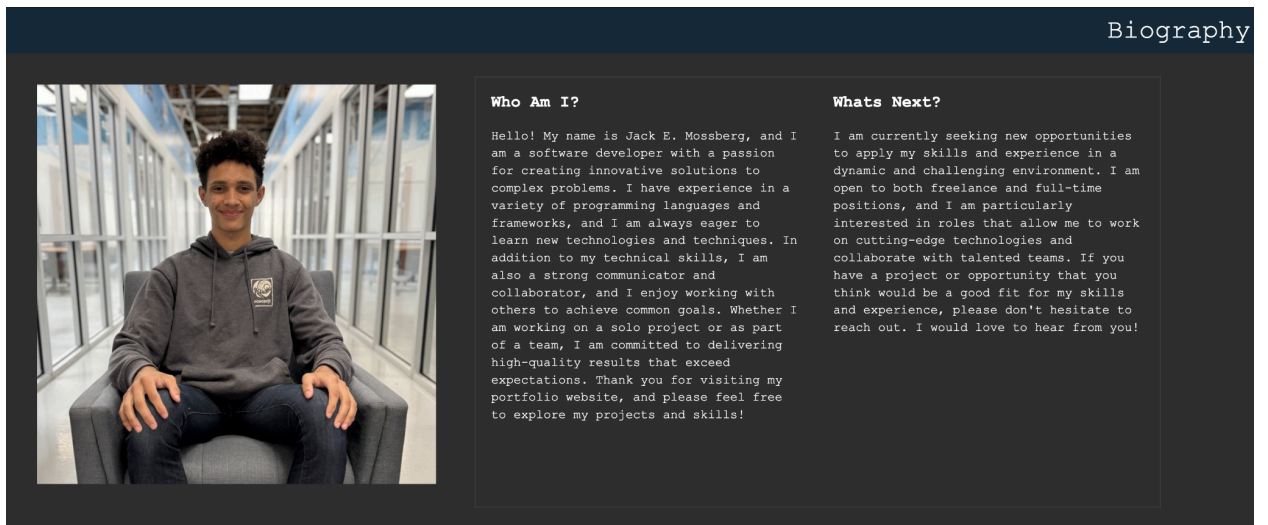 Biography
Who Am I?
Hello! My name is Jack E. Mossberg, and I
am a software developer with a passion
for creating innovative solutions to
complex problems. I have experience in a
variety of programming languages and
frameworks, and I am always eager to
learn new technologies and techniques. In
addition to my technical skills, I am
also a strong communicator and
collaborator, and I enjoy working with
others to achieve common goals. Whether I
am working on a solo project or as part
of a team, I am committed to delivering
high-quality results that exceed
expectations. Thank you for visiting my
portfolio website, and please feel free
to explore my projects and skills!
Whats Next?
I am currently seeking new opportunities
to apply my skills and experience in a
dynamic and challenging environment. I am
open to both freelance and full-time
positions, and I am particularly
interested in roles that allow me to work
on cutting-edge technologies and
collaborate with talented teams. If you
have a project or opportunity that you
think would be a good fit for my skills
and experience, please don't hesitate to
reach out. I would love to hear from you!